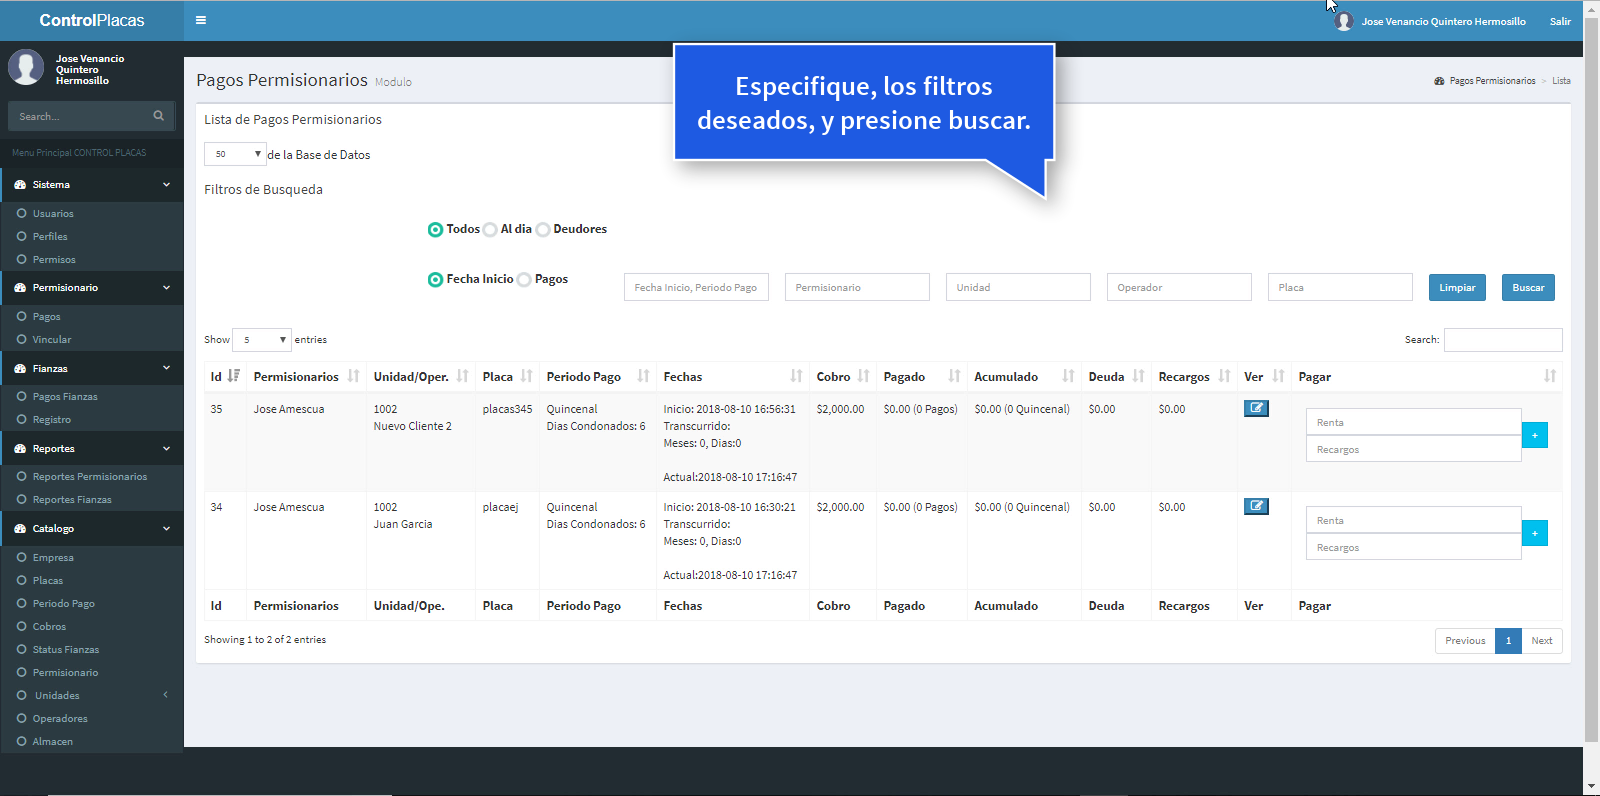 ControlPlacas
Jose Venancio Quintero Hermosillo Salir
Jose Venancio
Quintero
Hermosillo
Search...
Menu Principal CONTROL PLACAS
Sistema
Usuarios
Perfiles
Permisos
Permisionario
Pagos
Vincular
Fianzas
Pagos Fianzas
Registro
Reportes
Reportes Permisionarios
Reportes Fianzas
Catalogo
Empresa
Placas
Periodo Pago
Cobros
Status Fianzas
Permisionario
Unidades
Operadores
Almacen
Pagos Permisionarios Modulo
Pagos Permisionarios > Lista
Especifique, los filtros
deseados, y presione buscar.
Lista de Pagos Permisionarios
50 de la Base de Datos
Filtros de Busqueda
Todos Al dia Deudores
Fecha Inicio Pagos Fecha Inicio, Periodo Pago Permisionario Unidad Operador Placa Limpiar Buscar
Show 5 entries Search:
Id Permisionarios Unidad/Oper. Placa Periodo Pago Fechas Cobro Pagado Acumulado Deuda Recargos Ver Pagar
35 Jose Amescua 1002 placas345 Quincenal Inicio: 2018-08-10 16:56:31 $2,000.00 $0.00 (0 Pagos) $0.00 (0 Quincenal) $0.00 $0.00
Nuevo Cliente 2 Dias Condonados: 6 Transcurrido: Renta
Meses: 0, Dias:0 +
Recargos
Actual:2018-08-10 17:16:47
34 Jose Amescua 1002 placaej Quincenal Inicio: 2018-08-10 16:30:21 $2,000.00 $0.00 (0 Pagos) $0.00 (0 Quincenal) $0.00 $0.00
Juan Garcia Dias Condonados: 6 Transcurrido: Renta
Meses: 0, Dias:0 +
Recargos
Actual:2018-08-10 17:16:47
Id Permisionarios Unidad/Ope. Placa Periodo Pago Fechas Cobro Pagado Acumulado Deuda Recargos Ver Pagar
Showing 1 to 2 of 2 entries Previous 1 Next